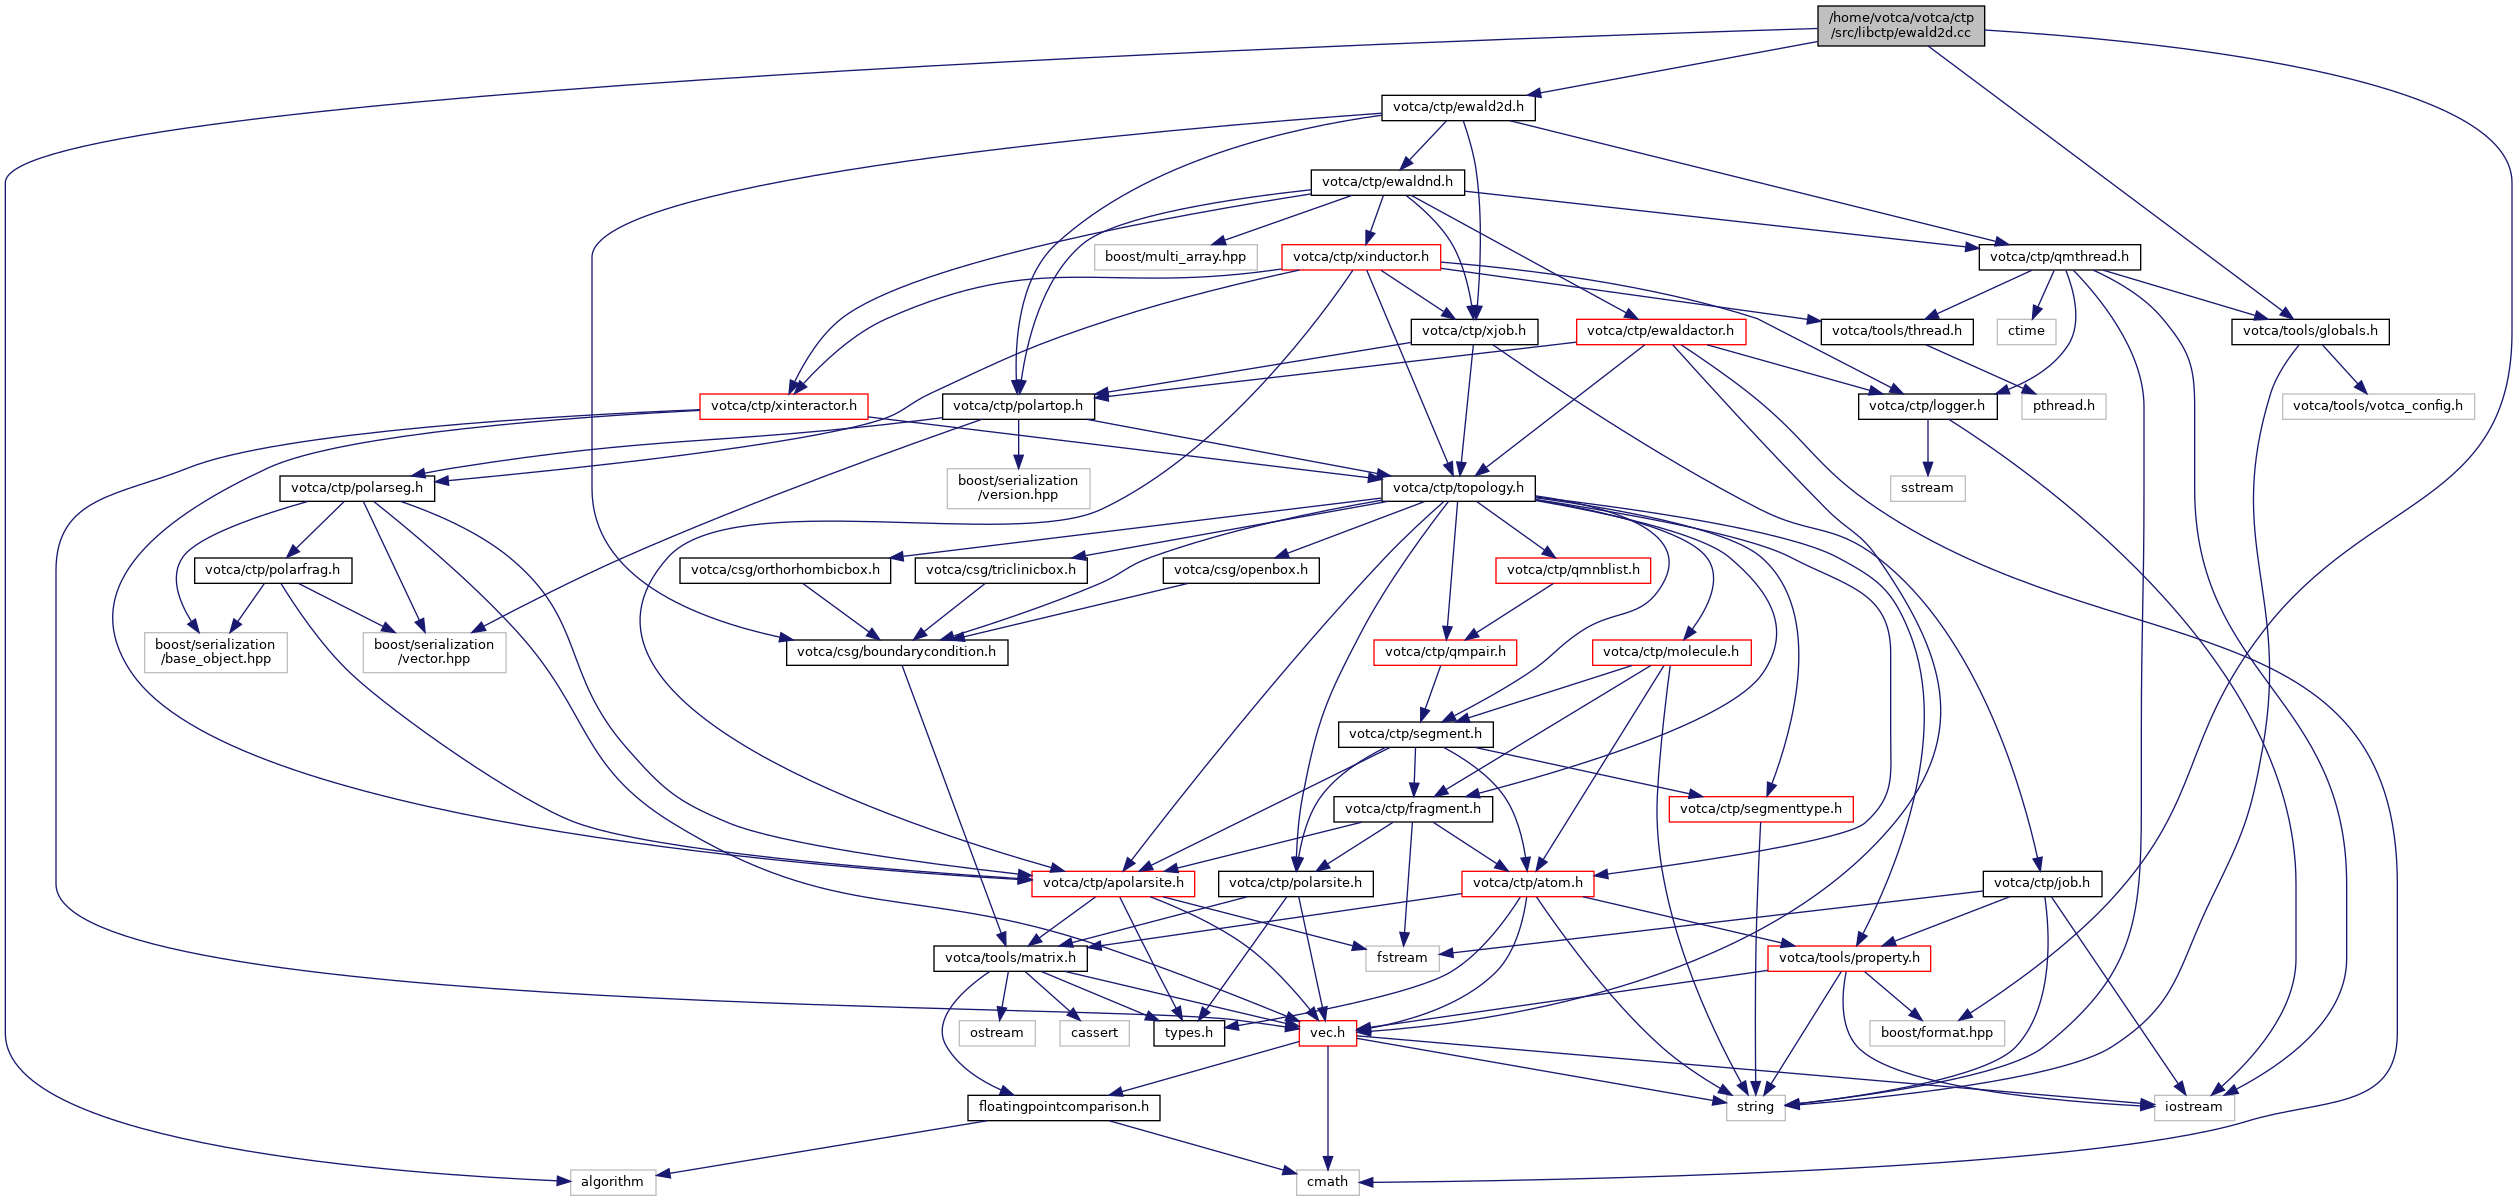 /home/votca/votca/ctp
/src/libctp/ewald2d.cc
votca/ctp/ewald2d.h
votca/ctp/ewaldnd.h
boost/multi_array.hpp
votca/ctp/xinductor.h
votca/ctp/qmthread.h
votca/ctp/xjob.h
votca/ctp/ewaldactor.h
votca/tools/thread.h
ctime
votca/tools/globals.h
votca/ctp/xinteractor.h
votca/ctp/polartop.h
votca/ctp/logger.h
pthread.h
votca/tools/votca_config.h
votca/ctp/polarseg.h
boost/serialization
/version.hpp
votca/ctp/topology.h
sstream
votca/ctp/polarfrag.h
votca/csg/orthorhombicbox.h
votca/csg/triclinicbox.h
votca/csg/openbox.h
votca/ctp/qmnblist.h
boost/serialization
/base_object.hpp
boost/serialization
/vector.hpp
votca/csg/boundarycondition.h
votca/ctp/qmpair.h
votca/ctp/molecule.h
votca/ctp/segment.h
votca/ctp/fragment.h
votca/ctp/segmenttype.h
votca/ctp/apolarsite.h
votca/ctp/polarsite.h
votca/ctp/atom.h
votca/ctp/job.h
votca/tools/matrix.h
fstream
votca/tools/property.h
ostream
cassert
types.h
vec.h
boost/format.hpp
floatingpointcomparison.h
string
iostream
algorithm
cmath